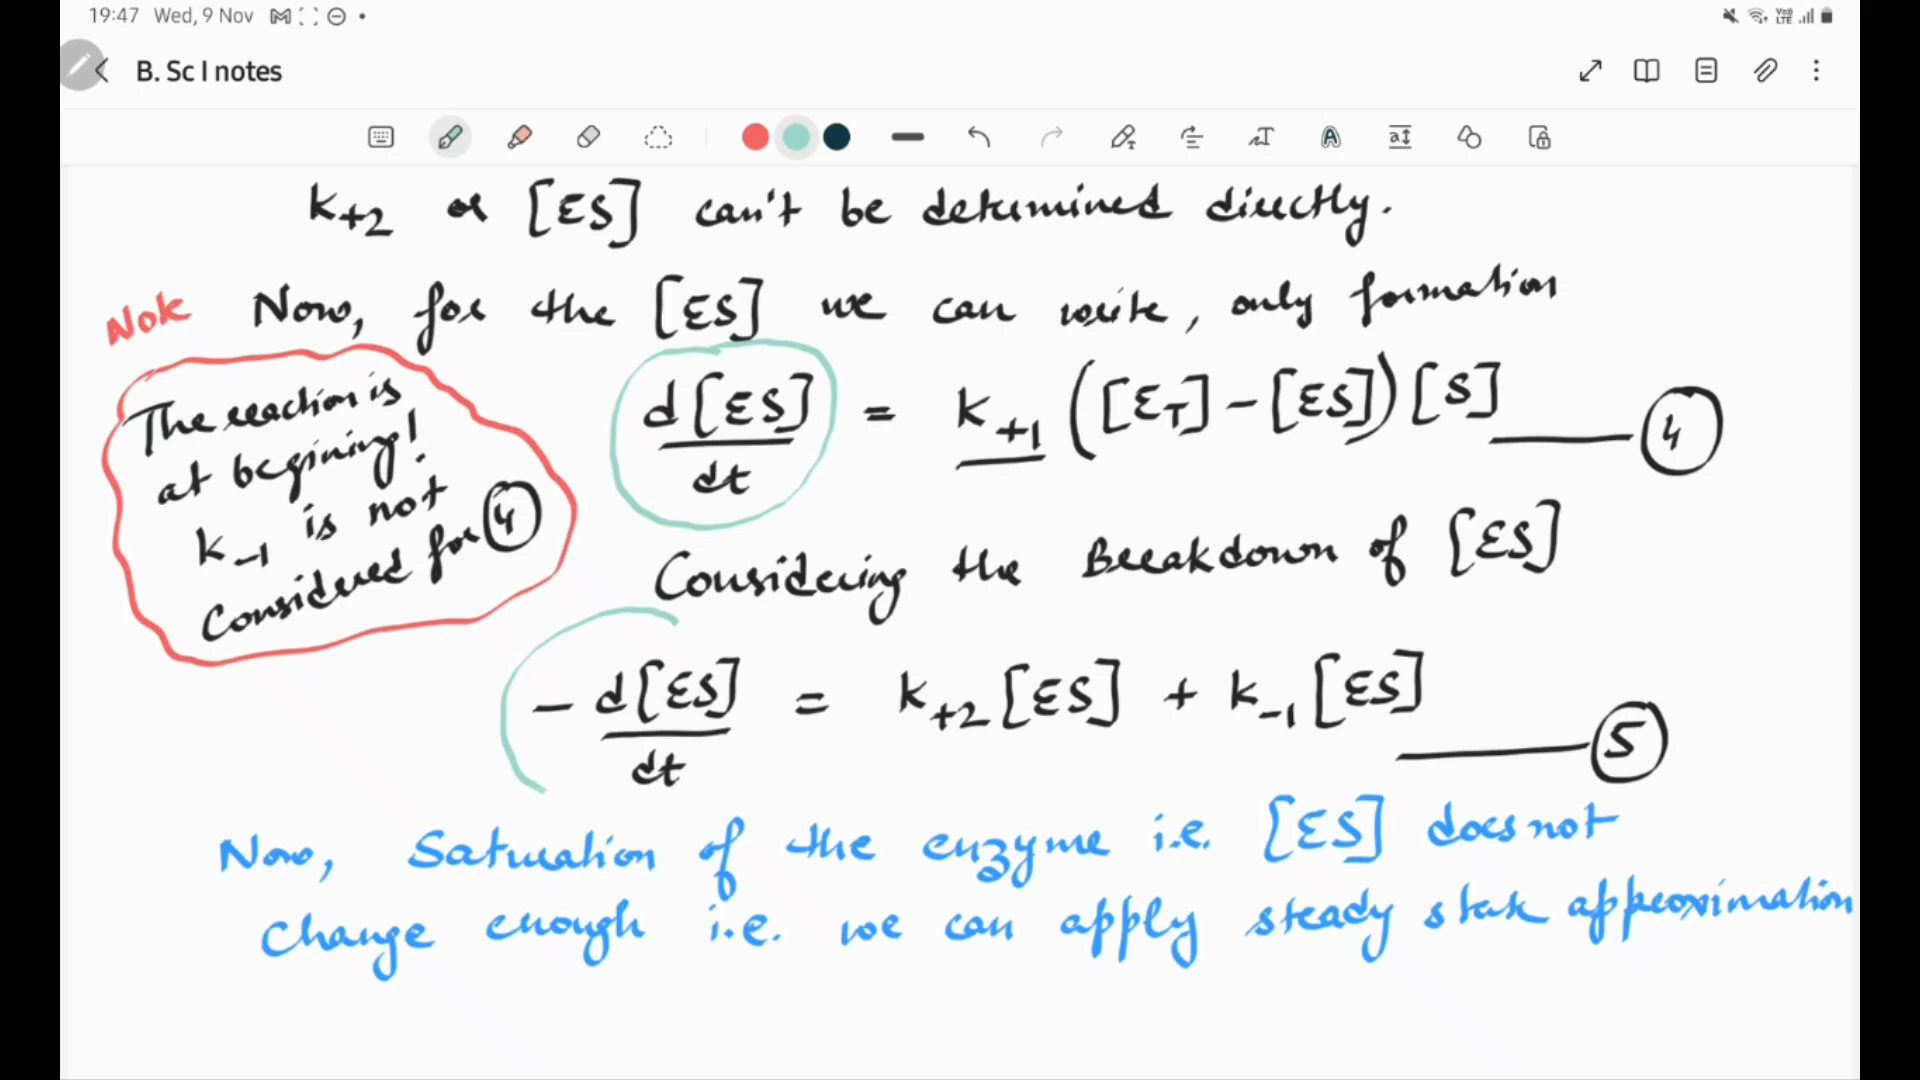 19:47 Wed, 9 Nov
B. Sc I notes
k+2 or [ES] can't be determined directly.
Note Now, for the [ES] we can write, only formation
d[ES]/dt = k+1 ([ET] - [ES]) [S] 4
The reaction is
at begining!
k-1 is not
Considered for 4
Considering the Breakdown of [ES]
- d[ES]/dt = k+2 [ES] + k-1 [ES] 5
Now, Saturation of the enzyme i.e. [ES] does not
change enough i.e. we can apply steady state approximation